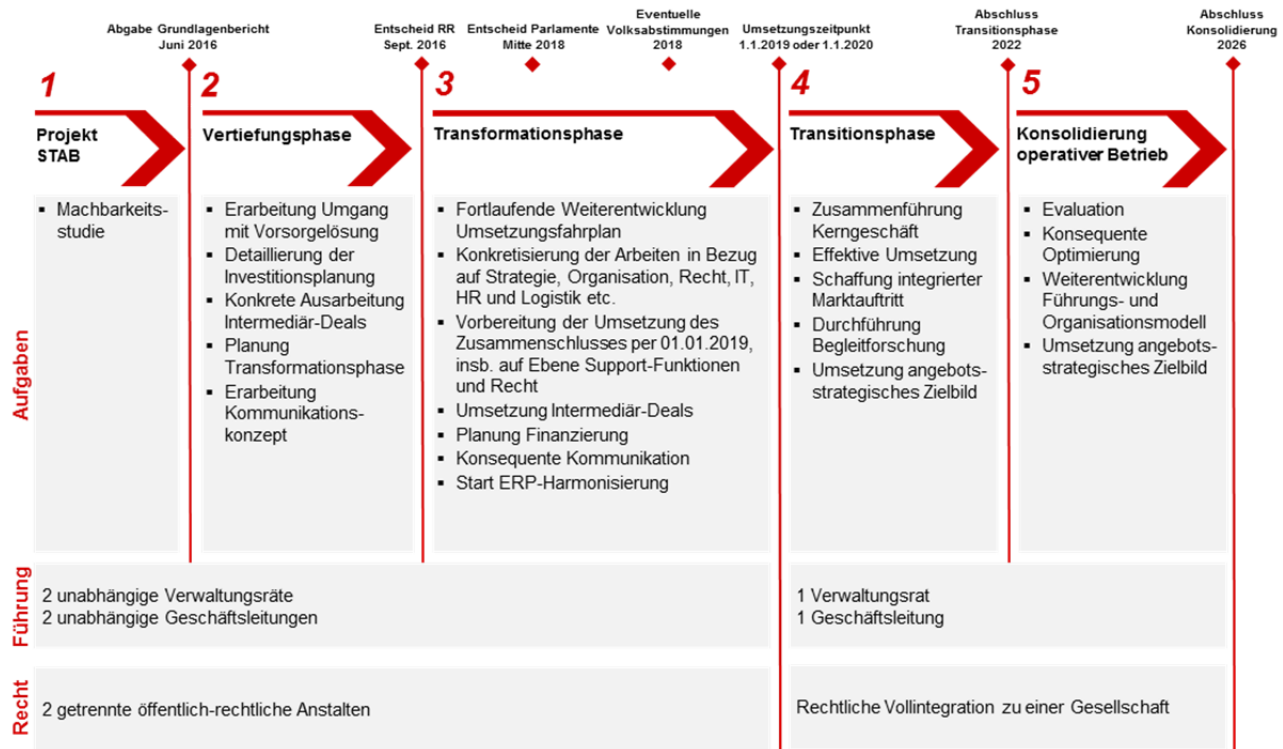 Abgabe Grundlagenbericht
Juni 2016
Entscheid RR
Sept. 2016
Entscheid Parlamente
Mitte 2018
Eventuelle
Volksabstimmungen
2018
Umsetzungszeitpunkt
1.1.2019 oder 1.1.2020
Abschluss
Transitionsphase
2022
Abschluss
Konsolidierung
2026
1
Projekt
STAB
2
Vertiefungsphase
3
Transformationsphase
4
Transitionsphase
5
Konsolidierung
operativer Betrieb
Aufgaben
▪ Machbarkeits-
studie
▪ Erarbeitung Umgang
mit Vorsorgelösung
▪ Detaillierung der
Investitionsplanung
▪ Konkrete Ausarbeitung
Intermediär-Deals
▪ Planung
Transformationsphase
▪ Erarbeitung
Kommunikations-
konzept
▪ Fortlaufende Weiterentwicklung
Umsetzungsfahrplan
▪ Konkretisierung der Arbeiten in Bezug
auf Strategie, Organisation, Recht, IT,
HR und Logistik etc.
▪ Vorbereitung der Umsetzung des
Zusammenschlusses per 01.01.2019,
insb. auf Ebene Support-Funktionen
und Recht
▪ Umsetzung Intermediär-Deals
▪ Planung Finanzierung
▪ Konsequente Kommunikation
▪ Start ERP-Harmonisierung
▪ Zusammenführung
Kerngeschäft
▪ Effektive Umsetzung
▪ Schaffung integrierter
Marktauftritt
▪ Durchführung
Begleitforschung
▪ Umsetzung angebots-
strategisches Zielbild
▪ Evaluation
▪ Konsequente
Optimierung
▪ Weiterentwicklung
Führungs- und
Organisationsmodell
▪ Umsetzung angebots-
strategisches Zielbild
Führung
2 unabhängige Verwaltungsräte
2 unabhängige Geschäftsleitungen
1 Verwaltungsrat
1 Geschäftsleitung
Recht
2 getrennte öffentlich-rechtliche Anstalten
Rechtliche Vollintegration zu einer Gesellschaft